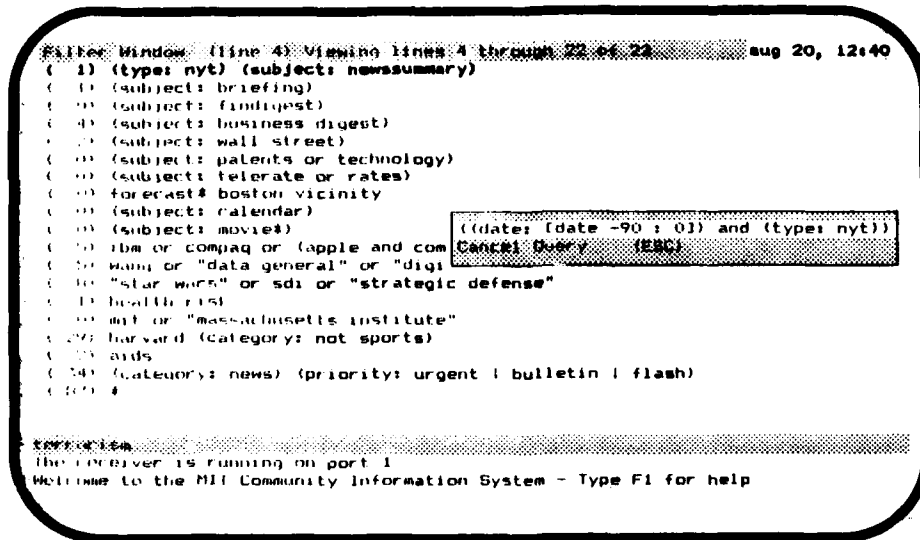 Filter Window (line 4) Viewing lines 4 through 22 of 22 aug 20, 12:40
( 1) (type: nyt) (subject: newssummary)
(subject: briefing)
(subject: findigest)
( 4) (subject: business digest)
(subject: wall street)
(subject: patents or technology)
(subject: telerate or rates)
forecast# boston vicinity
(subject: calendar)
(subject: movie#)
((date: [date -90 : 0]) and (type: nyt))
ibm or compaq or (apple and com
Cancel Query (ESC)
wang or "data general" or "digi
"star wars" or sdi or "strategic defense"
health risk
mit or "massachusetts institute"
harvard (category: not sports)
aids
(category: news) (priority: urgent | bulletin | flash)
#
terrorism
The receiver is running on port 1
Welcome to the MIT Community Information System - Type F1 for help